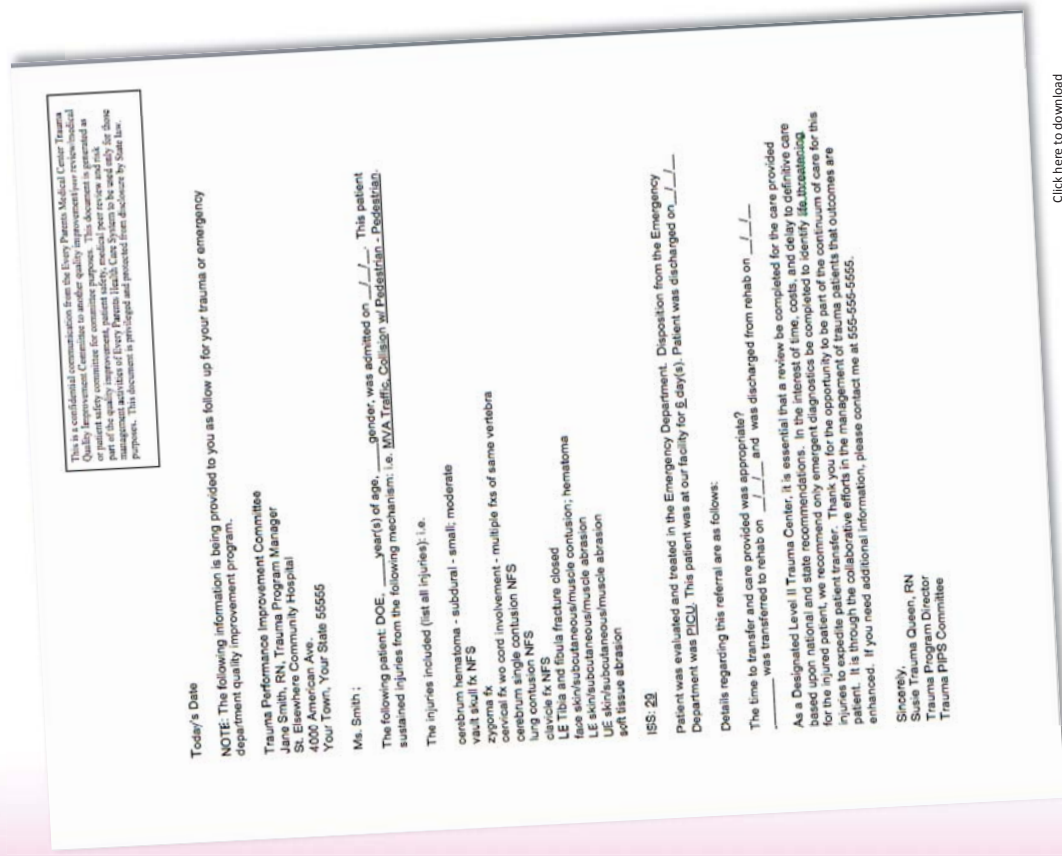 This is a confidential communication from the Every Parents Medical Center Trauma
Quality Improvement Committee to another quality improvement/peer review/medical
or patient safety committee for committee purposes. This document is generated as
part of the quality improvement, patient safety, medical peer review and risk
management activities of Every Parents Health Care System to be used only for those
purposes. This document is privileged and protected from disclosure by State law.
Today's Date
NOTE: The following information is being provided to you as follow up for your trauma or emergency
department quality improvement program.
Trauma Performance Improvement Committee
Jane Smith, RN, Trauma Program Manager
St. Elsewhere Community Hospital
4000 American Ave.
Your Town, Your State 55555
Ms. Smith ;
The following patient: DOE, ____year(s) of age, ____gender, was admitted on __/__/__. This patient
sustained injuries from the following mechanism: i.e. MVA Traffic, Collision w/ Pedestrian - Pedestrian.
The injuries included (list all injuries): i.e.
cerebrum hematoma - subdural - small; moderate
vault skull fx NFS
zygoma fx
cervical fx wo cord involvement - multiple fxs of same vertebra
cerebrum single contusion NFS
lung contusion NFS
clavicle fx NFS
LE Tibia and fibula fracture closed
face skin/subcutaneous/muscle contusion; hematoma
LE skin/subcutaneous/muscle abrasion
UE skin/subcutaneous/muscle abrasion
soft tissue abrasion
ISS: 29
Patient was evaluated and treated in the Emergency Department. Disposition from the Emergency
Department was PICU. This patient was at our facility for 6 day(s). Patient was discharged on__/__/__
Details regarding this referral are as follows:
The time to transfer and care provided was appropriate?
________ was transferred to rehab on __/__/__ and was discharged from rehab on __/__/__
As a Designated Level II Trauma Center, it is essential that a review be completed for the care provided
based upon national and state recommendations. In the interest of time, costs, and delay to definitive care
for the injured patient, we recommend only emergent diagnostics be completed to identify life threatening
injuries to expedite patient transfer. Thank you for the opportunity to be part of the continuum of care for this
patient. It is through the collaborative efforts in the management of trauma patients that outcomes are
enhanced. If you need additional information, please contact me at 555-555-5555.
Sincerely,
Susie Trauma Queen, RN
Trauma Program Director
Trauma PIPS Committee
Click here to download